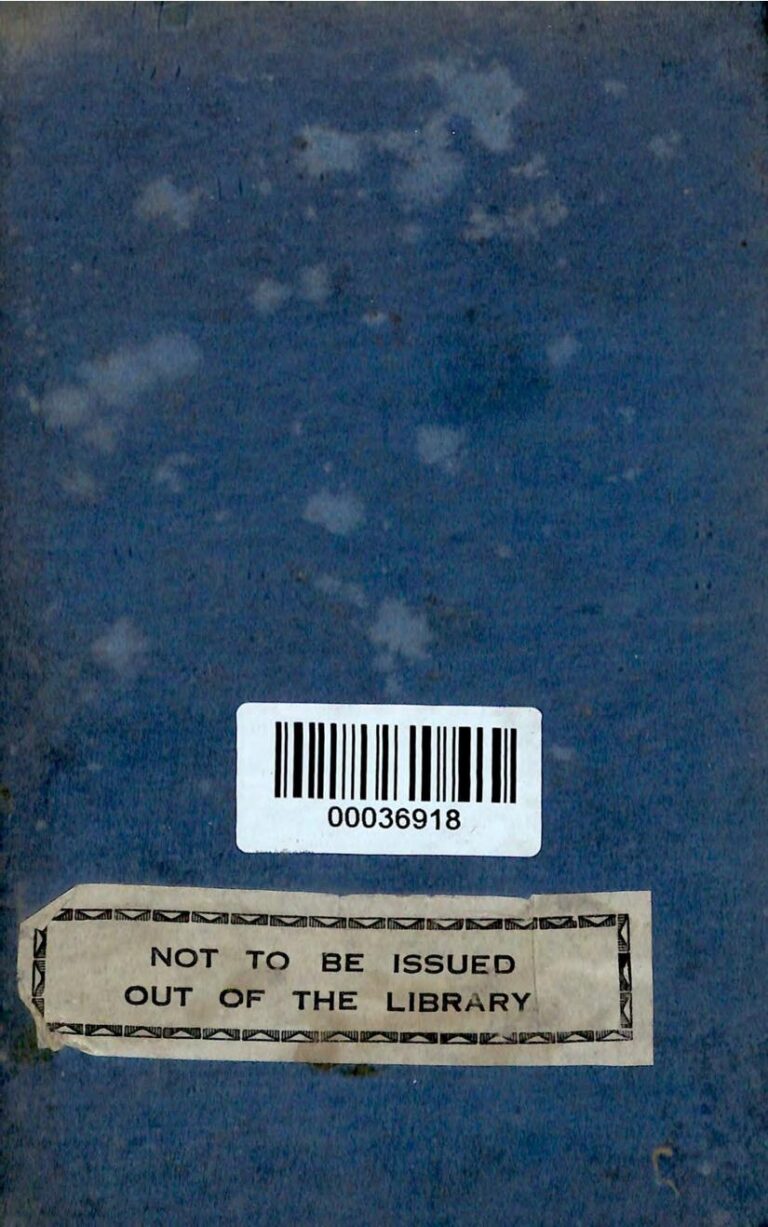 00036918
NOT TO BE ISSUED
OUT OF THE LIBRARY